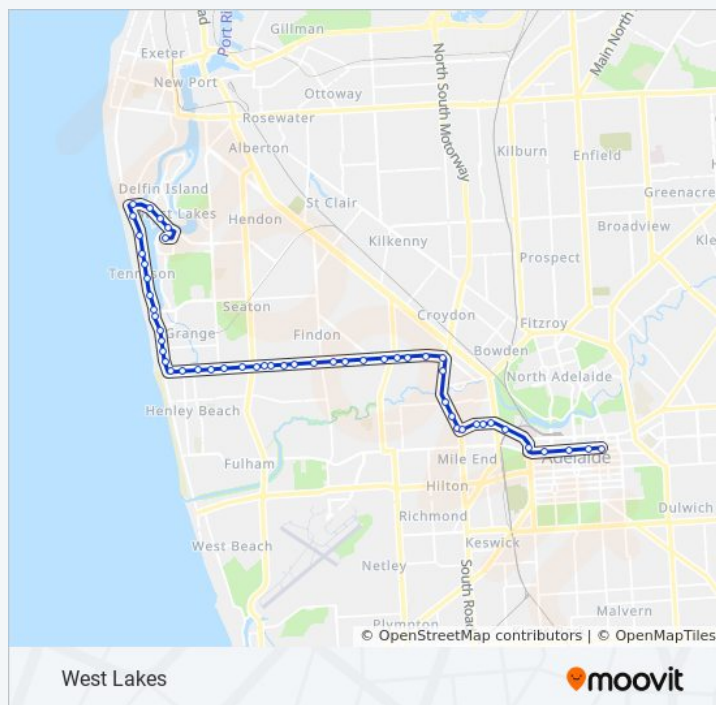 Gillman
Exeter
Port Ri
ad
New Port
Ottoway
Rosewater
North South Motorway
Main North
Alberton
Kilburn
Enfield
Delfin Island
St Clair
Greenacre
t Lakes
Hendon
Broadview
Kilkenny
Kle
Prospect
Tennyson
Seaton
Croydon
Fitzroy
Grange
Findon
Bowden
North Adelaide
Henley Beach
Adelaide
Fulham
Mile End
Hilton
Richmond
Dulwich
Keswick
West Beach
Netley
South Road
Malvern
Plympton
© OpenStreetMap contributors | © OpenMapTiles
West Lakes
moovit